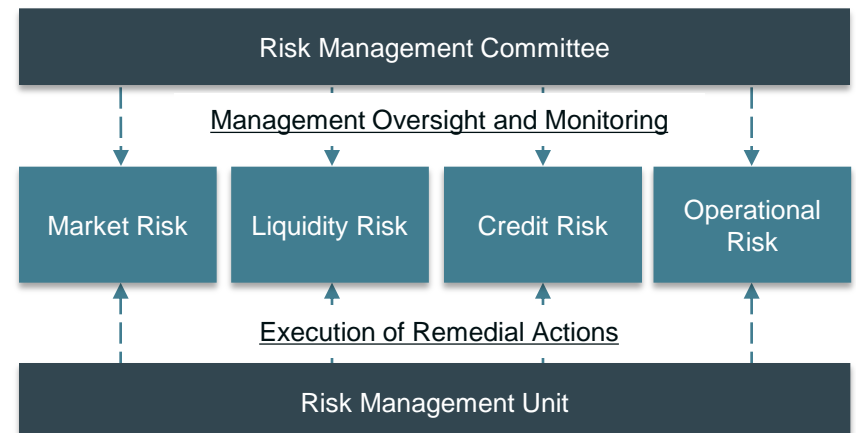 Risk Management Committee
Management Oversight and Monitoring
Market Risk
Liquidity Risk
Credit Risk
Operational
Risk
Execution of Remedial Actions
Risk Management Unit